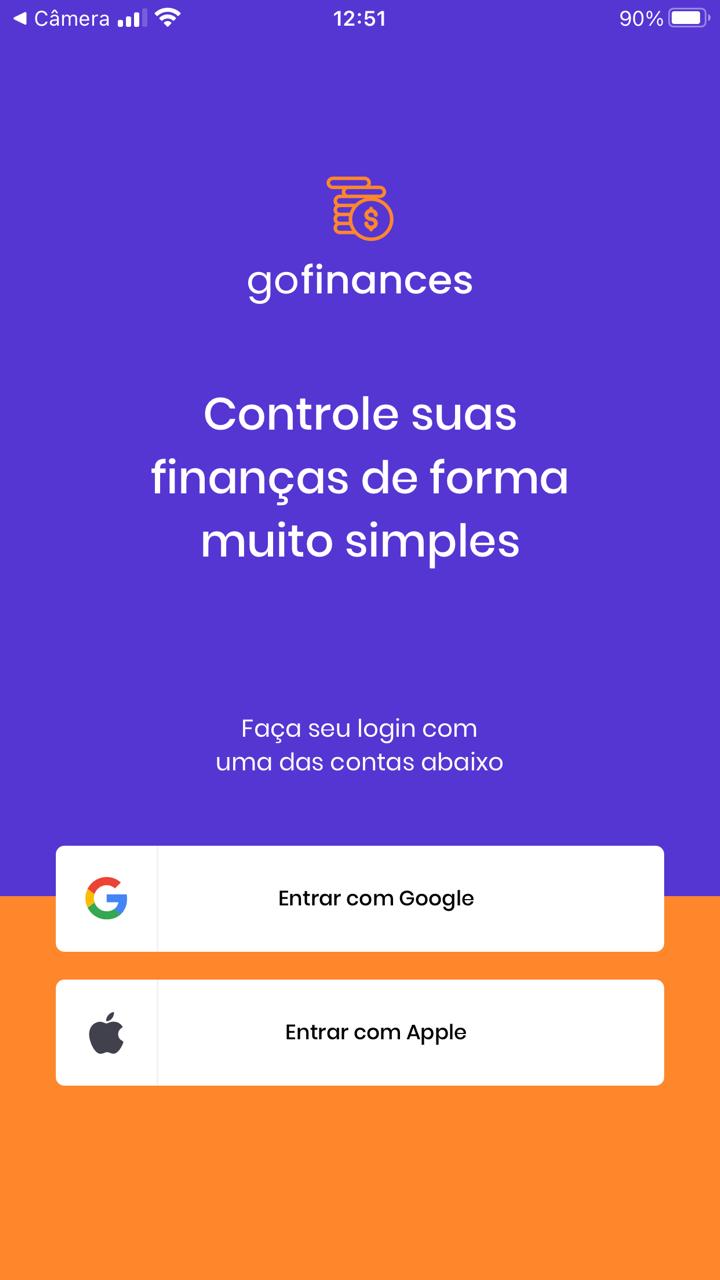 ◀ Câmera 12:51 90%
$
gofinances
Controle suas
finanças de forma
muito simples
Faça seu login com
uma das contas abaixo
Entrar com Google
Entrar com Apple